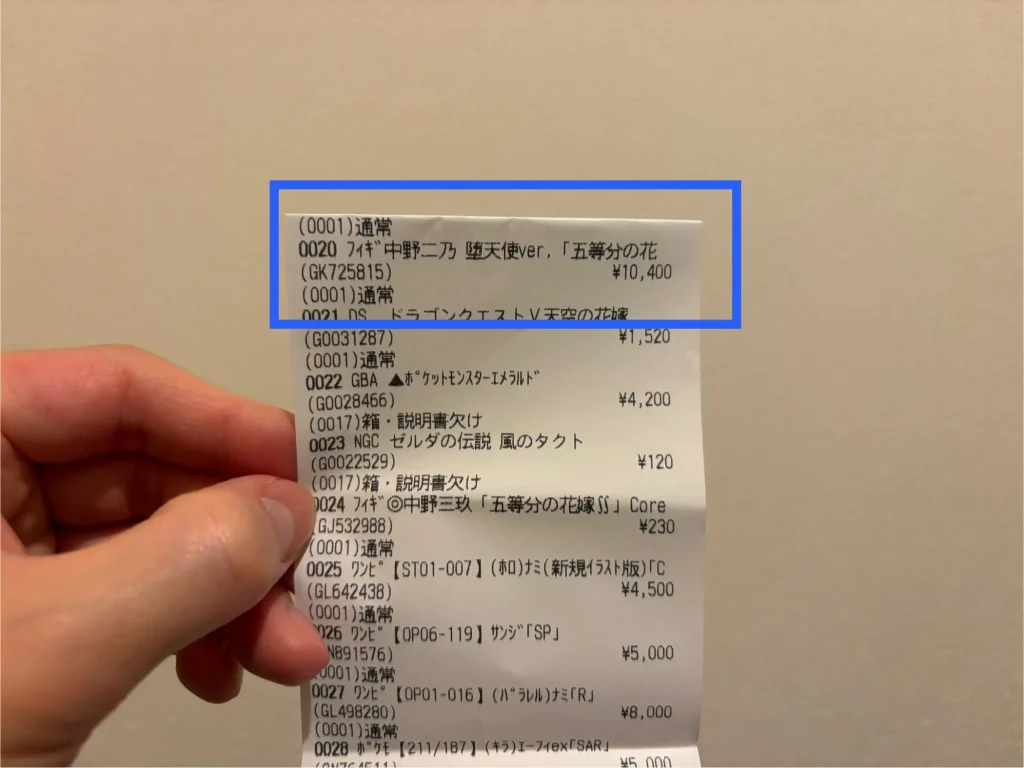 (0001)通常
0020 ﾌｨｷﾞ中野二乃 堕天使ver.「五等分の花
(GK725815) ¥10,400
(0001)通常
0021 DS ドラゴンクエストⅤ天空の花嫁
(G0031287) ¥1,520
(0001)通常
0022 GBA ▲ﾎﾟｹｯﾄﾓﾝｽﾀｰｴﾒﾗﾙﾄﾞ
(G0028466) ¥4,200
(0017)箱・説明書欠け
0023 NGC ゼルダの伝説 風のタクト
(G0022529) ¥120
(0017)箱・説明書欠け
0024 ﾌｨｷﾞ◎中野三玖「五等分の花嫁∬」Core
(GJ532988) ¥230
(0001)通常
0025 ﾜﾝﾋﾟ【ST01-007】(ﾎﾛ)ﾅﾐ(新規ｲﾗｽﾄ版)｢C
(GL642438) ¥4,500
(0001)通常
026 ﾜﾝﾋﾟ【OP06-119】ｻﾝｼﾞ｢SP｣
N891576) ¥5,000
0001)通常
0027 ﾜﾝﾋﾟ【OP01-016】(ﾊﾟﾗﾚﾙ)ﾅﾐ｢R｣
(GL498280) ¥8,000
(0001)通常
0028 ﾎﾟｹﾓ【211/187】(ｷﾗ)ｴｰﾌｨex｢SAR｣
(GN764511) ¥5,000